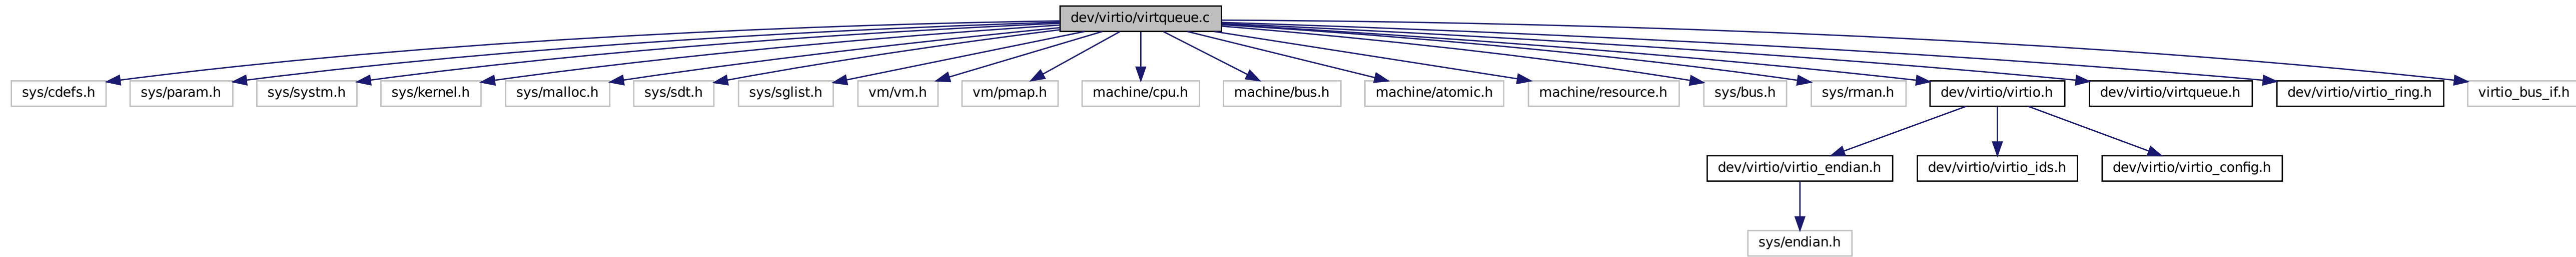 dev/virtio/virtqueue.c
sys/cdefs.h
sys/param.h
sys/systm.h
sys/kernel.h
sys/malloc.h
sys/sdt.h
sys/sglist.h
vm/vm.h
vm/pmap.h
machine/cpu.h
machine/bus.h
machine/atomic.h
machine/resource.h
sys/bus.h
sys/rman.h
dev/virtio/virtio.h
dev/virtio/virtqueue.h
dev/virtio/virtio_ring.h
virtio_bus_if.h
dev/virtio/virtio_endian.h
dev/virtio/virtio_ids.h
dev/virtio/virtio_config.h
sys/endian.h